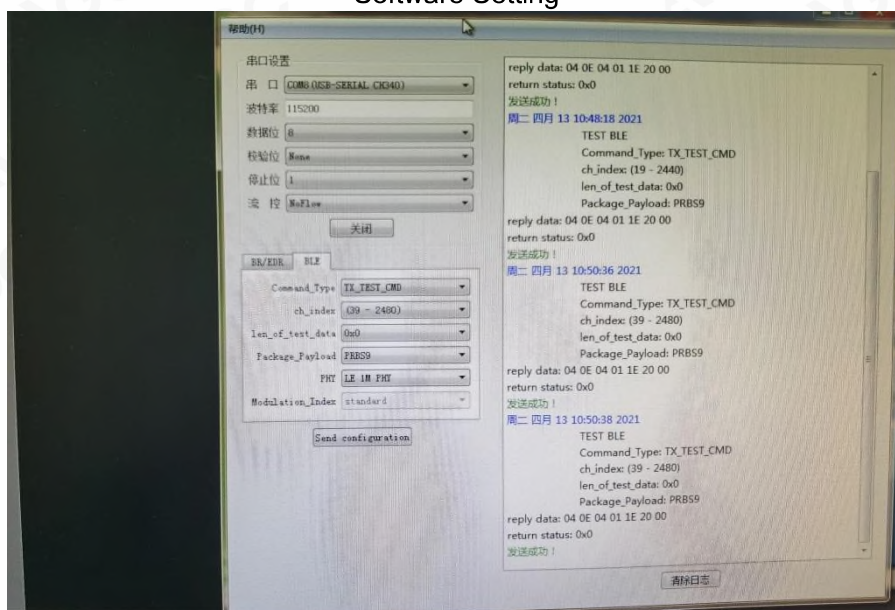 Software Setting
帮助(H)
串口设置
串 口 COM8 (USB-SERIAL CH340)
波特率 115200
数据位 8
校验位 None
停止位 1
流 控 NoFlow
关闭
BR/EDR BLE
Command_Type TX_TEST_CMD
ch_index (39 - 2480)
len_of_test_data 0x0
Package_Payload PRBS9
PHY LE 1M PHY
Modulation_Index standard
Send configuration
reply data: 04 0E 04 01 1E 20 00
return status: 0x0
发送成功！
周二 四月 13 10:48:18 2021
TEST BLE
Command_Type: TX_TEST_CMD
ch_index: (19 - 2440)
len_of_test_data: 0x0
Package_Payload: PRBS9
reply data: 04 0E 04 01 1E 20 00
return status: 0x0
发送成功！
周二 四月 13 10:50:36 2021
TEST BLE
Command_Type: TX_TEST_CMD
ch_index: (39 - 2480)
len_of_test_data: 0x0
Package_Payload: PRBS9
reply data: 04 0E 04 01 1E 20 00
return status: 0x0
发送成功！
周二 四月 13 10:50:38 2021
TEST BLE
Command_Type: TX_TEST_CMD
ch_index: (39 - 2480)
len_of_test_data: 0x0
Package_Payload: PRBS9
reply data: 04 0E 04 01 1E 20 00
return status: 0x0
发送成功！
清除日志